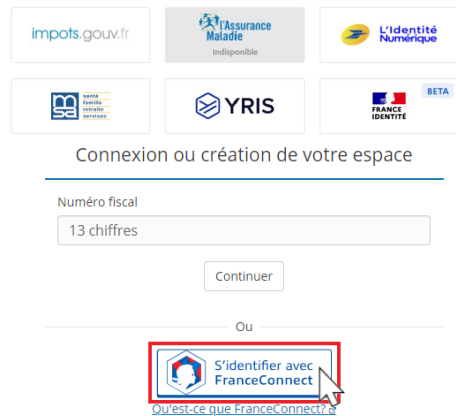 impots.gouv.fr
l'Assurance
Maladie
Indisponible
L'Identité
Numérique
msa
santé
famille
retraite
services
YRIS
BETA
FRANCE
IDENTITÉ
Connexion ou création de votre espace
Numéro fiscal
13 chiffres
Continuer
Ou
S'identifier avec
FranceConnect
Qu'est-ce que FranceConnect?